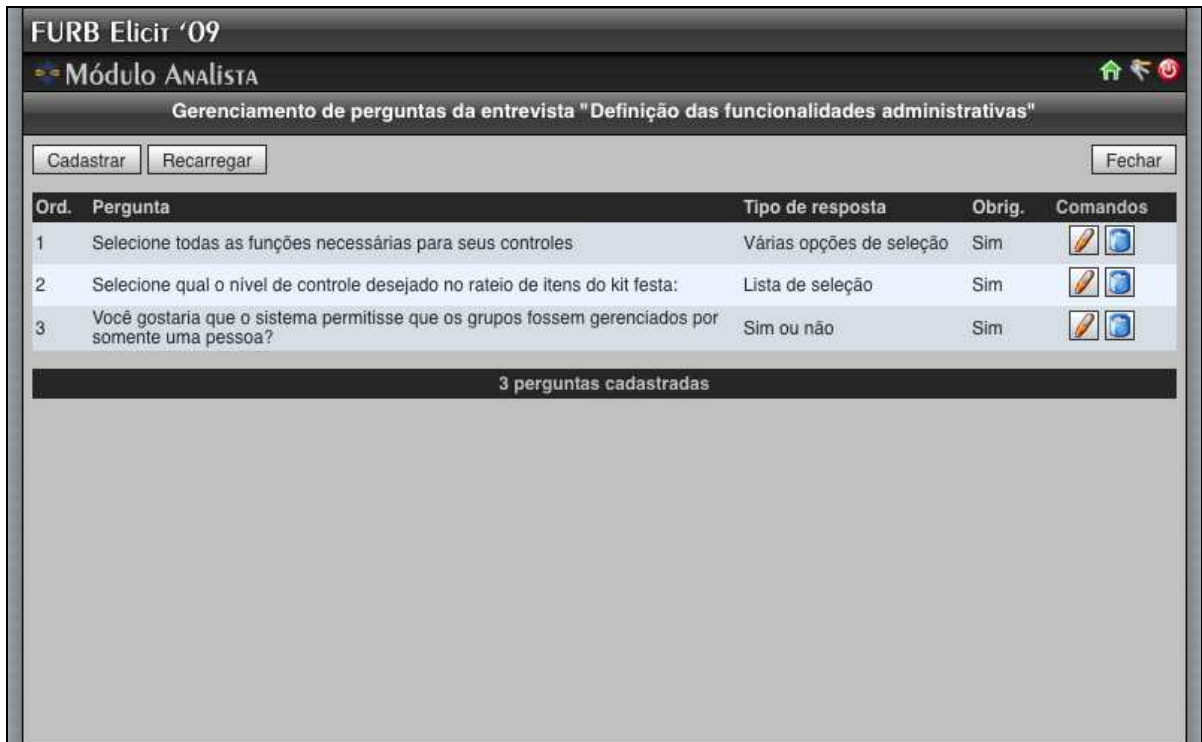 FURB Elicit '09
Módulo Analista
Gerenciamento de perguntas da entrevista "Definição das funcionalidades administrativas"
Cadastrar Recarregar Fechar
Ord. Pergunta Tipo de resposta Obrig. Comandos
1 Selecione todas as funções necessárias para seus controles Várias opções de seleção Sim
2 Selecione qual o nível de controle desejado no rateio de itens do kit festa: Lista de seleção Sim
3 Você gostaria que o sistema permitisse que os grupos fossem gerenciados por
somente uma pessoa? Sim ou não Sim
3 perguntas cadastradas